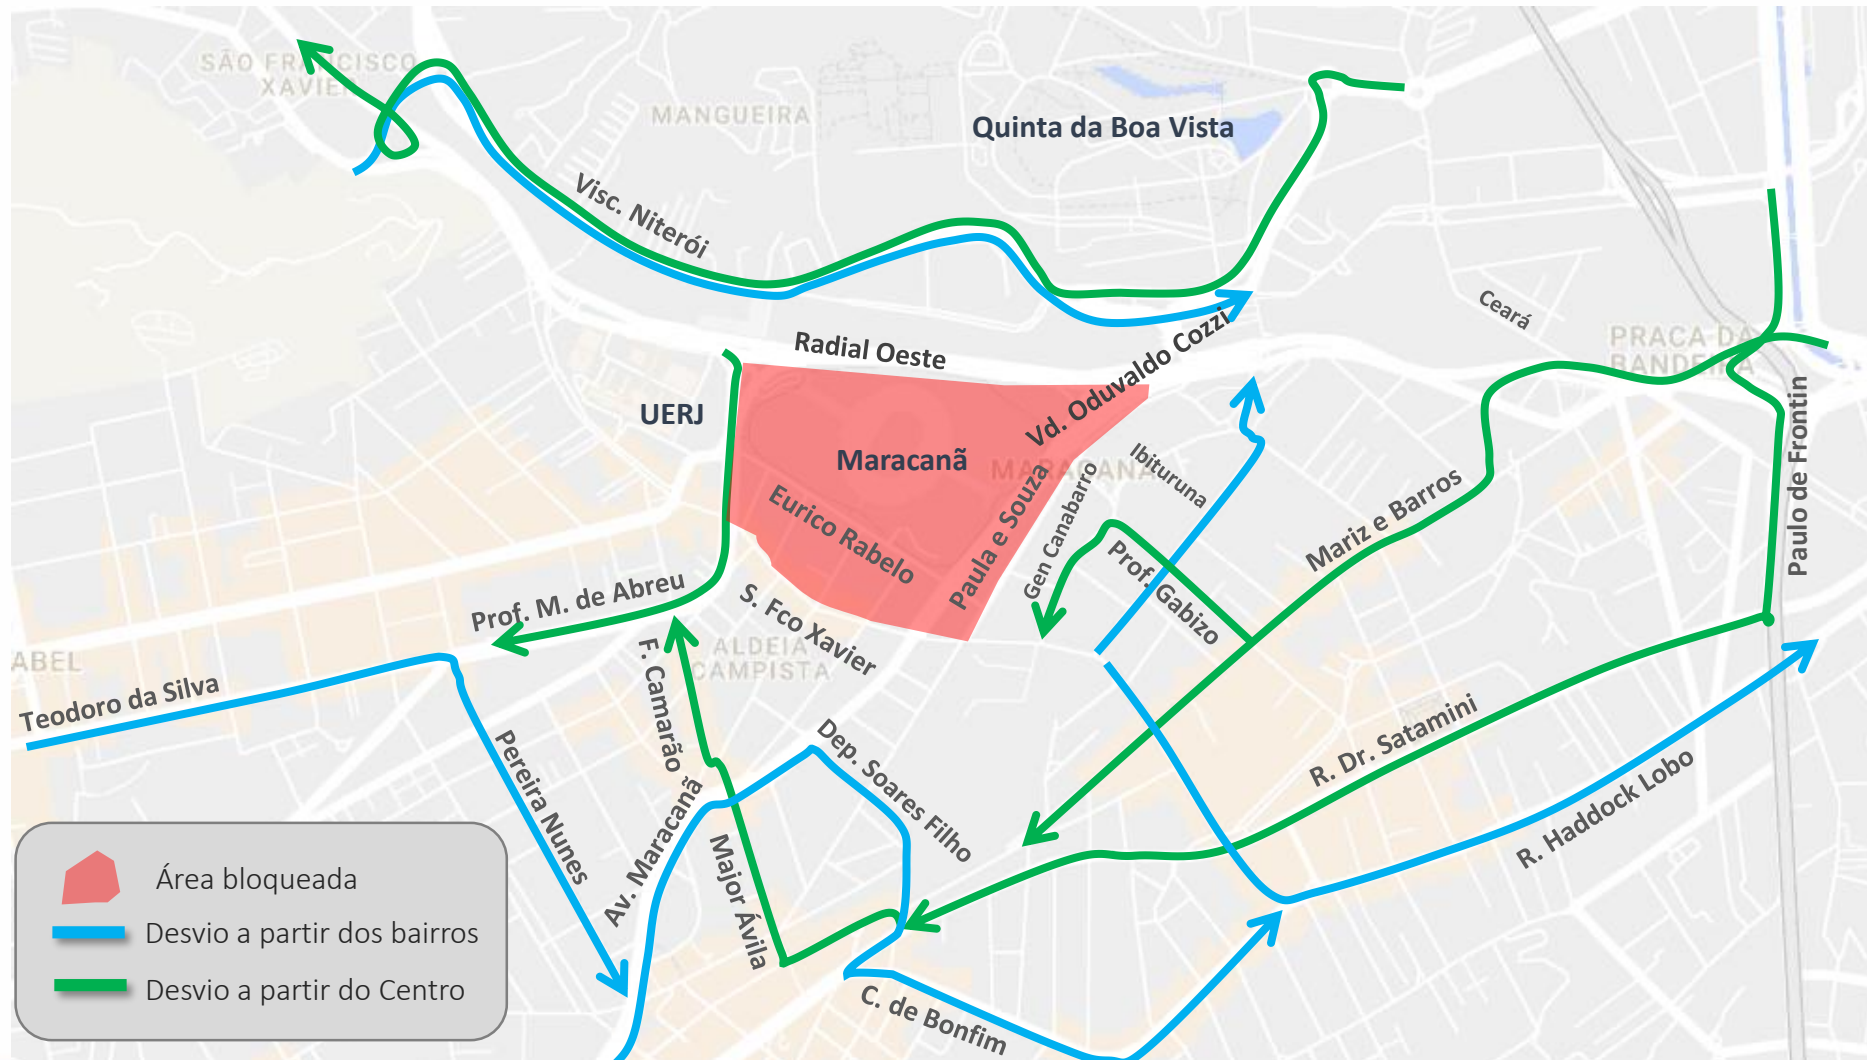 SÃO FRANCISCO
XAVIER
MANGUEIRA
Quinta da Boa Vista
Visc. Niterói
Radial Oeste
Vd. Oduvaldo Cozzi
Ceará
PRAÇA DA
BANDEIRA
UERJ
Maracanã
MARACANÃ
Ibituruna
Eurico Rabelo
Paula e Souza
Gen Canabarro
Prof. Gabizo
Mariz e Barros
Paulo de Frontin
Prof. M. de Abreu
S. Fco Xavier
ALDEIA
CAMPISTA
F. Camarão
ABEL
Teodoro da Silva
Pereira Nunes
Av. Maracanã
Major Ávila
Dep. Soares Filho
R. Dr. Satamini
R. Haddock Lobo
C. de Bonfim
Área bloqueada
Desvio a partir dos bairros
Desvio a partir do Centro